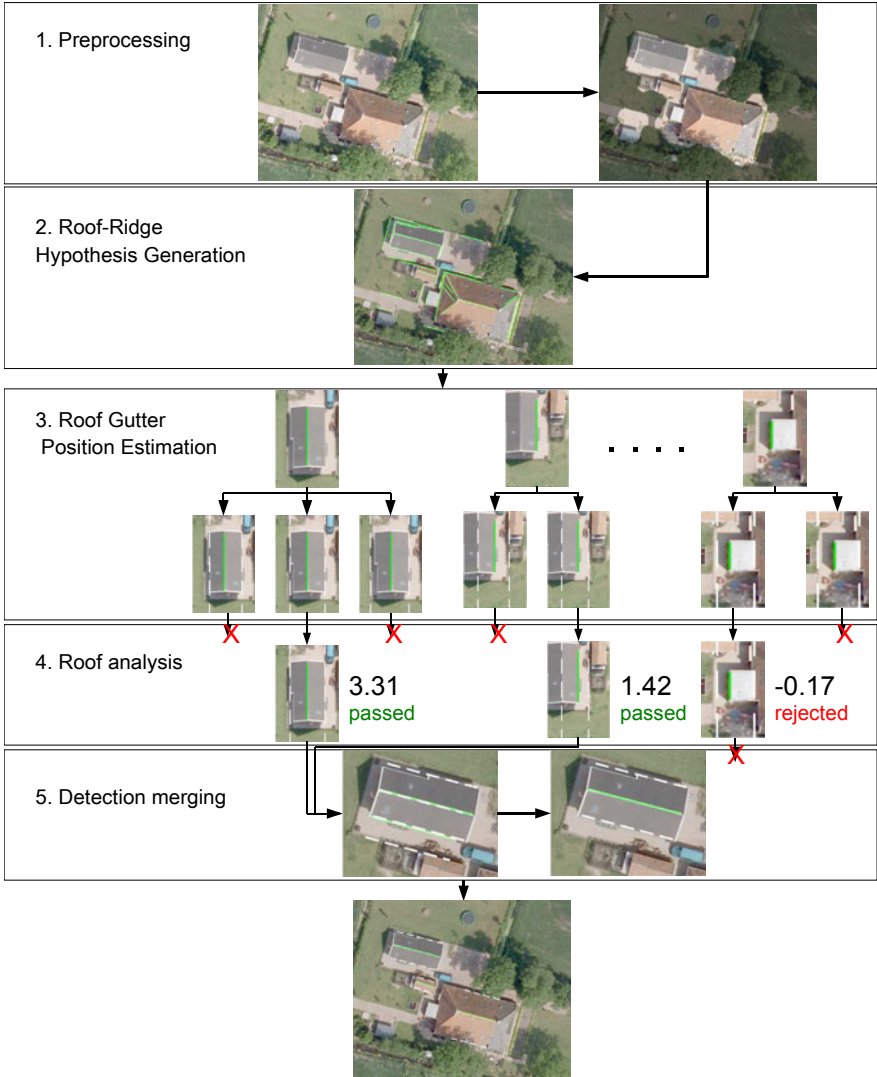 1. Preprocessing
2. Roof-Ridge
Hypothesis Generation
3. Roof Gutter
Position Estimation
. . . .
X X X X
4. Roof analysis
3.31
passed
1.42
passed
-0.17
rejected
X
5. Detection merging